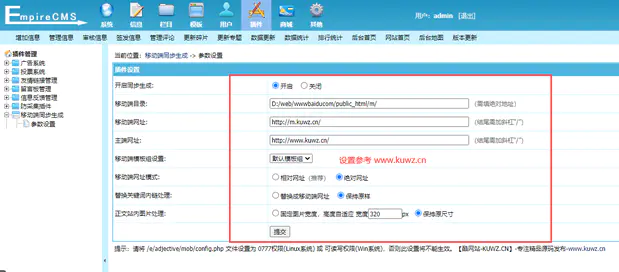 EmpireCMS
系统 信息 栏目 模板 用户 插件 商城 其他
用户：admin [退出]
增加信息 管理信息 审核信息 签发信息 管理评论 更新碎片 更新专题 数据更新 数据统计 排行统计 后台首页 网站首页 后台地图 版本更新
插件管理
广告系统
投票系统
友情链接管理
留言板管理
信息反馈管理
防采集插件
移动端同步生成
参数设置
当前位置：移动端同步生成 -> 参数设置
插件设置
开启同步生成： 开启 关闭
移动端目录： D:/web/wwwbaiducom/public_html/m/ (需填绝对地址)
移动端网址： http://m.kuwz.cn/ (结尾需加斜杠"/")
主端网址： http://www.kuwz.cn/ (结尾需加斜杠"/")
移动端模板组设置： 默认模板组 设置参考 www.kuwz.cn
移动端网址模式： 相对网址 (推荐) 绝对网址
替换关键词内链处理： 替换成移动端网址 保持原样
正文站内图片处理： 固定图片宽度，高度自适应 宽度 320 px 保持原尺寸
提交
提示：请将 /e/adjective/mob/config.php 文件设置为 0777权限(Linux系统) 或 可读写权限(Win系统)，否则此设置将不能生效。【酷网站-KUWZ.CN】-专注精品源码发布-www.kuwz.cn